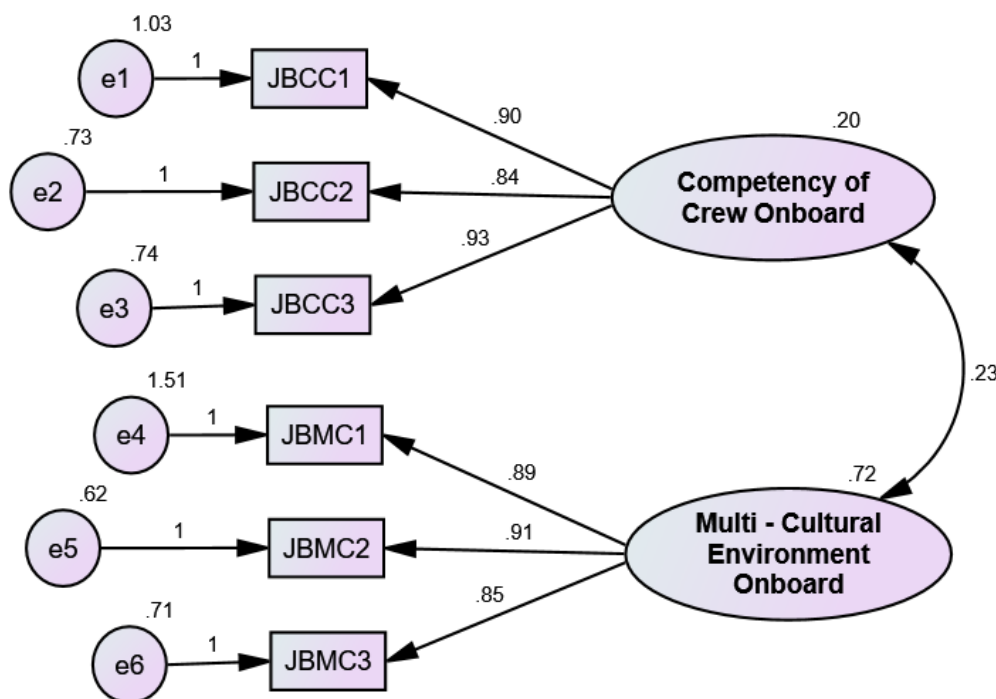 1.03
e1
1
JBCC1
.90
.73
e2
1
JBCC2
.84
.20
Competency of
Crew Onboard
.74
e3
1
JBCC3
.93
.23
1.51
e4
1
JBMC1
.89
.62
e5
1
JBMC2
.91
.72
Multi - Cultural
Environment
Onboard
.71
e6
1
JBMC3
.85